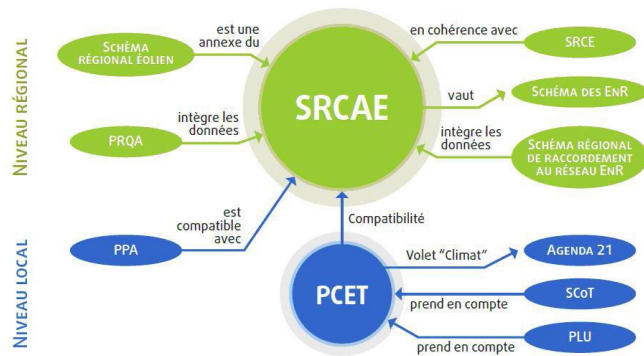 NIVEAU RÉGIONAL
SCHÉMA
RÉGIONAL ÉOLIEN
est une
annexe du
en cohérence avec
SRCE
SRCAE
vaut
SCHÉMA DES ENR
PRQA
intègre les
données
intègre les
données
SCHÉMA RÉGIONAL
DE RACCORDEMENT
AU RÉSEAU ENR
NIVEAU LOCAL
PPA
est
compatible
avec
Compatibilité
PCET
Volet "Climat"
AGENDA 21
prend en compte
SCOT
prend en compte
PLU